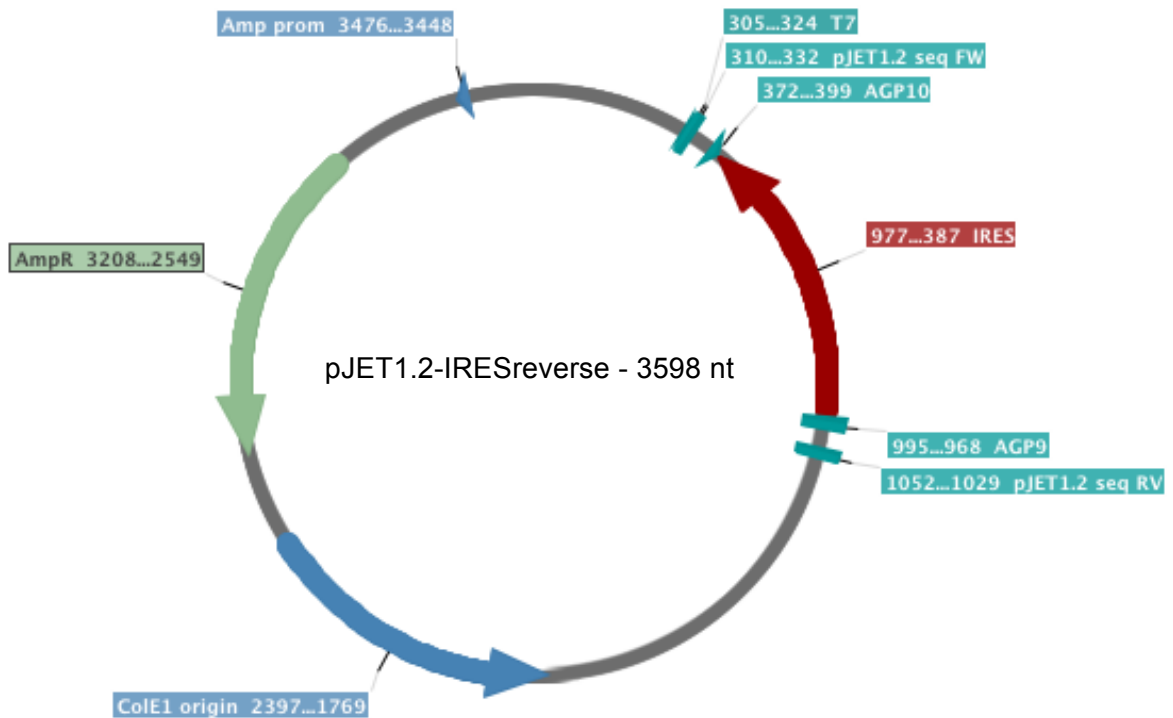 Amp prom 3476...3448
305...324 T7
310...332 pJET1.2 seq FW
372...399 AGP10
977...387 IRES
AmpR 3208...2549
pJET1.2-IRESreverse - 3598 nt
995...968 AGP9
1052...1029 pJET1.2 seq RV
ColE1 origin 2397...1769